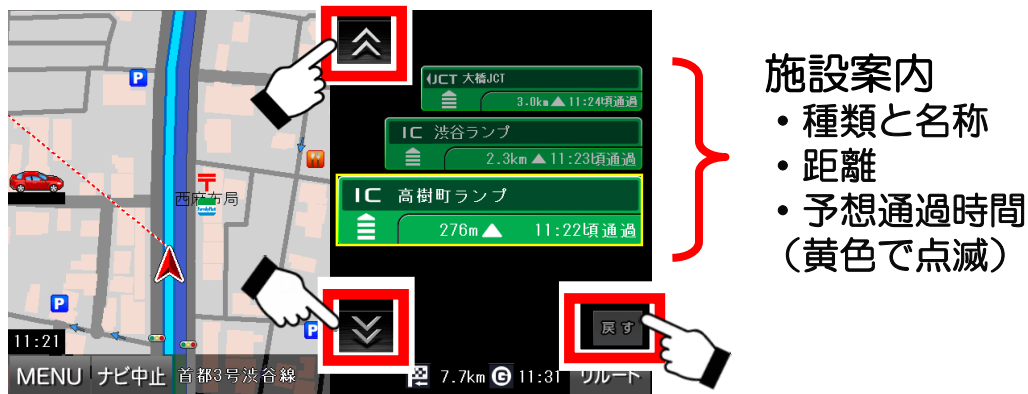 JCT 大橋JCT
3.0km 11:24頃通過
IC 渋谷ランプ
2.3km 11:23頃通過
IC 高樹町ランプ
276m 11:22頃通過
P
西麻布局
FamilyMart
P
P
戻す
11:21
MENU ナビ中止 首都3号渋谷線 7.7km G 11:31 リルート
施設案内
・種類と名称
・距離
・予想通過時間
(黄色で点滅)